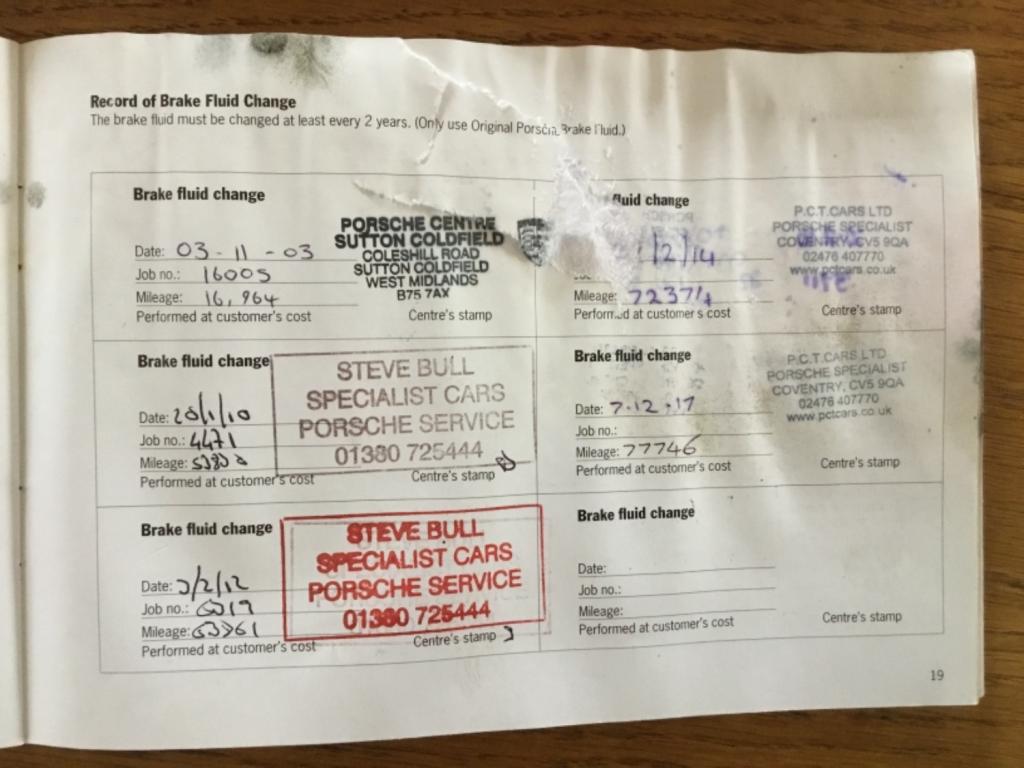 Record of Brake Fluid Change
The brake fluid must be changed at least every 2 years. (Only use Original Porsche Brake Fluid.)
Brake fluid change
Date: 03-11-03
Job no.: 16005
Mileage: 16,964
Performed at customer's cost
PORSCHE CENTRE
SUTTON COLDFIELD
COLESHILL ROAD
SUTTON COLDFIELD
WEST MIDLANDS
B75 7AX
Centre's stamp
Brake fluid change
Date:
Job no.: 4471
Mileage:
Performed at customer's cost
STEVE BULL
SPECIALIST CARS
PORSCHE SERVICE
01380 725444
Centre's stamp
Brake fluid change
Date:
Job no.:
Mileage: 63961
Performed at customer's cost
STEVE BULL
SPECIALIST CARS
PORSCHE SERVICE
01380 725444
Centre's stamp
fluid change
/2/14
Mileage: 72374
Performed at customer's cost
P.C.T.CARS LTD
PORSCHE SPECIALIST
COVENTRY, CV5 9QA
02476 407770
www.pctcars.co.uk
Centre's stamp
Brake fluid change
Date: 7.12.17
Job no.:
Mileage: 77746
Performed at customer's cost
P.C.T.CARS LTD
PORSCHE SPECIALIST
COVENTRY, CV5 9QA
02476 407770
www.pctcars.co.uk
Centre's stamp
Brake fluid change
Date:
Job no.:
Mileage:
Performed at customer's cost
Centre's stamp
19